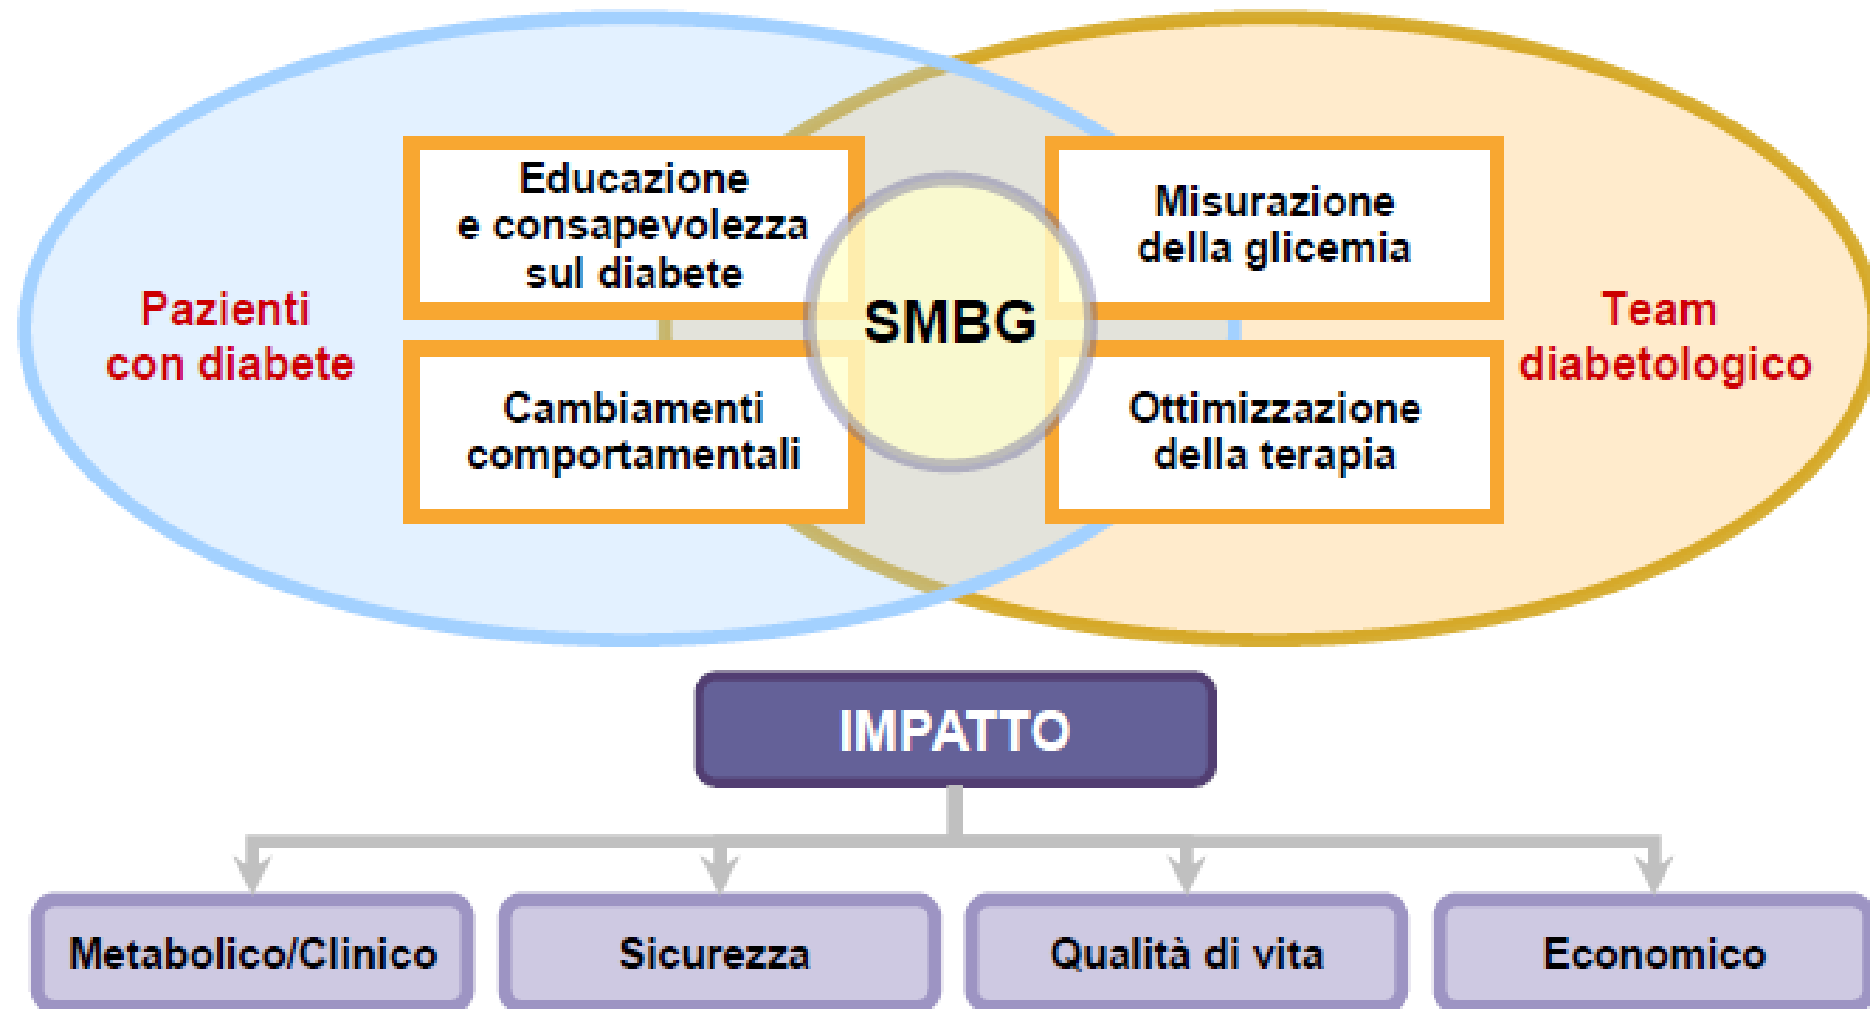 Pazienti
con diabete
Educazione
e consapevolezza
sul diabete
Cambiamenti
comportamentali
SMBG
Misurazione
della glicemia
Ottimizzazione
della terapia
Team
diabetologico
IMPATTO
Metabolico/Clinico
Sicurezza
Qualità di vita
Economico